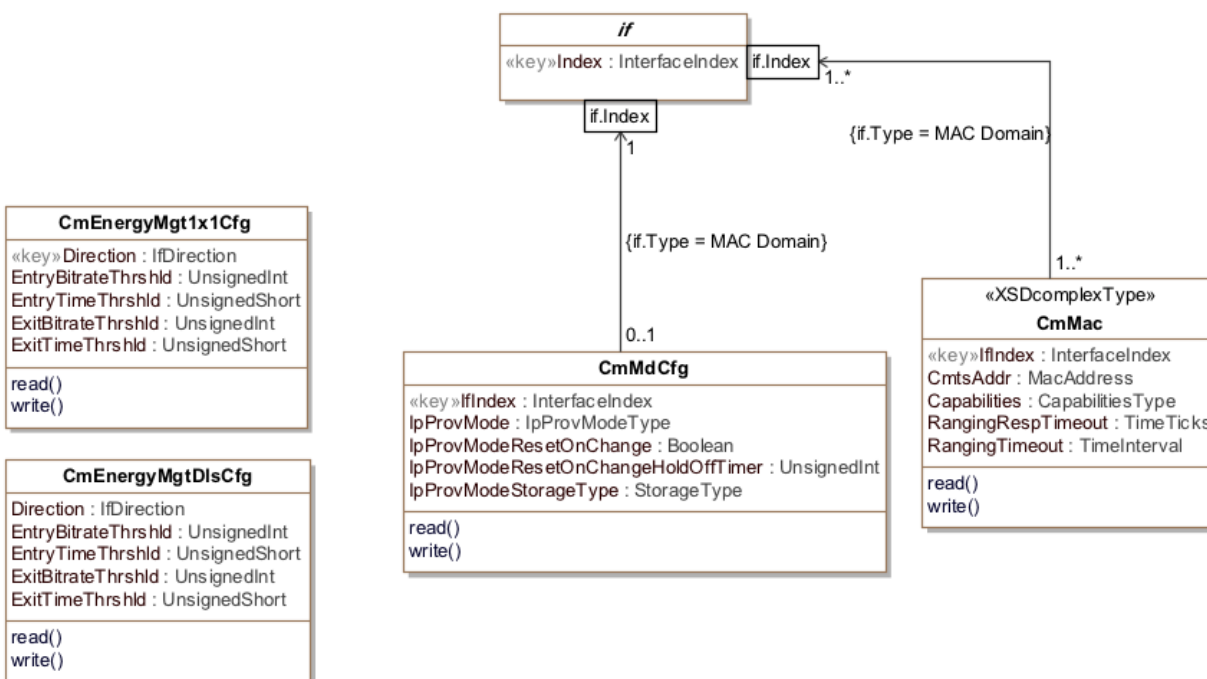 if
«key»Index : InterfaceIndex
if.Index
1..*
if.Index
1
{if.Type = MAC Domain}
{if.Type = MAC Domain}
0..1
1..*
CmEnergyMgt1x1Cfg
«key»Direction : IfDirection
EntryBitrateThrshld : UnsignedInt
EntryTimeThrshld : UnsignedShort
ExitBitrateThrshld : UnsignedInt
ExitTimeThrshld : UnsignedShort
read()
write()
CmEnergyMgtDlsCfg
Direction : IfDirection
EntryBitrateThrshld : UnsignedInt
EntryTimeThrshld : UnsignedShort
ExitBitrateThrshld : UnsignedInt
ExitTimeThrshld : UnsignedShort
read()
write()
CmMdCfg
«key»IfIndex : InterfaceIndex
IpProvMode : IpProvModeType
IpProvModeResetOnChange : Boolean
IpProvModeResetOnChangeHoldOffTimer : UnsignedInt
IpProvModeStorageType : StorageType
read()
write()
«XSDcomplexType»
CmMac
«key»IfIndex : InterfaceIndex
CmtsAddr : MacAddress
Capabilities : CapabilitiesType
RangingRespTimeout : TimeTicks
RangingTimeout : TimeInterval
read()
write()